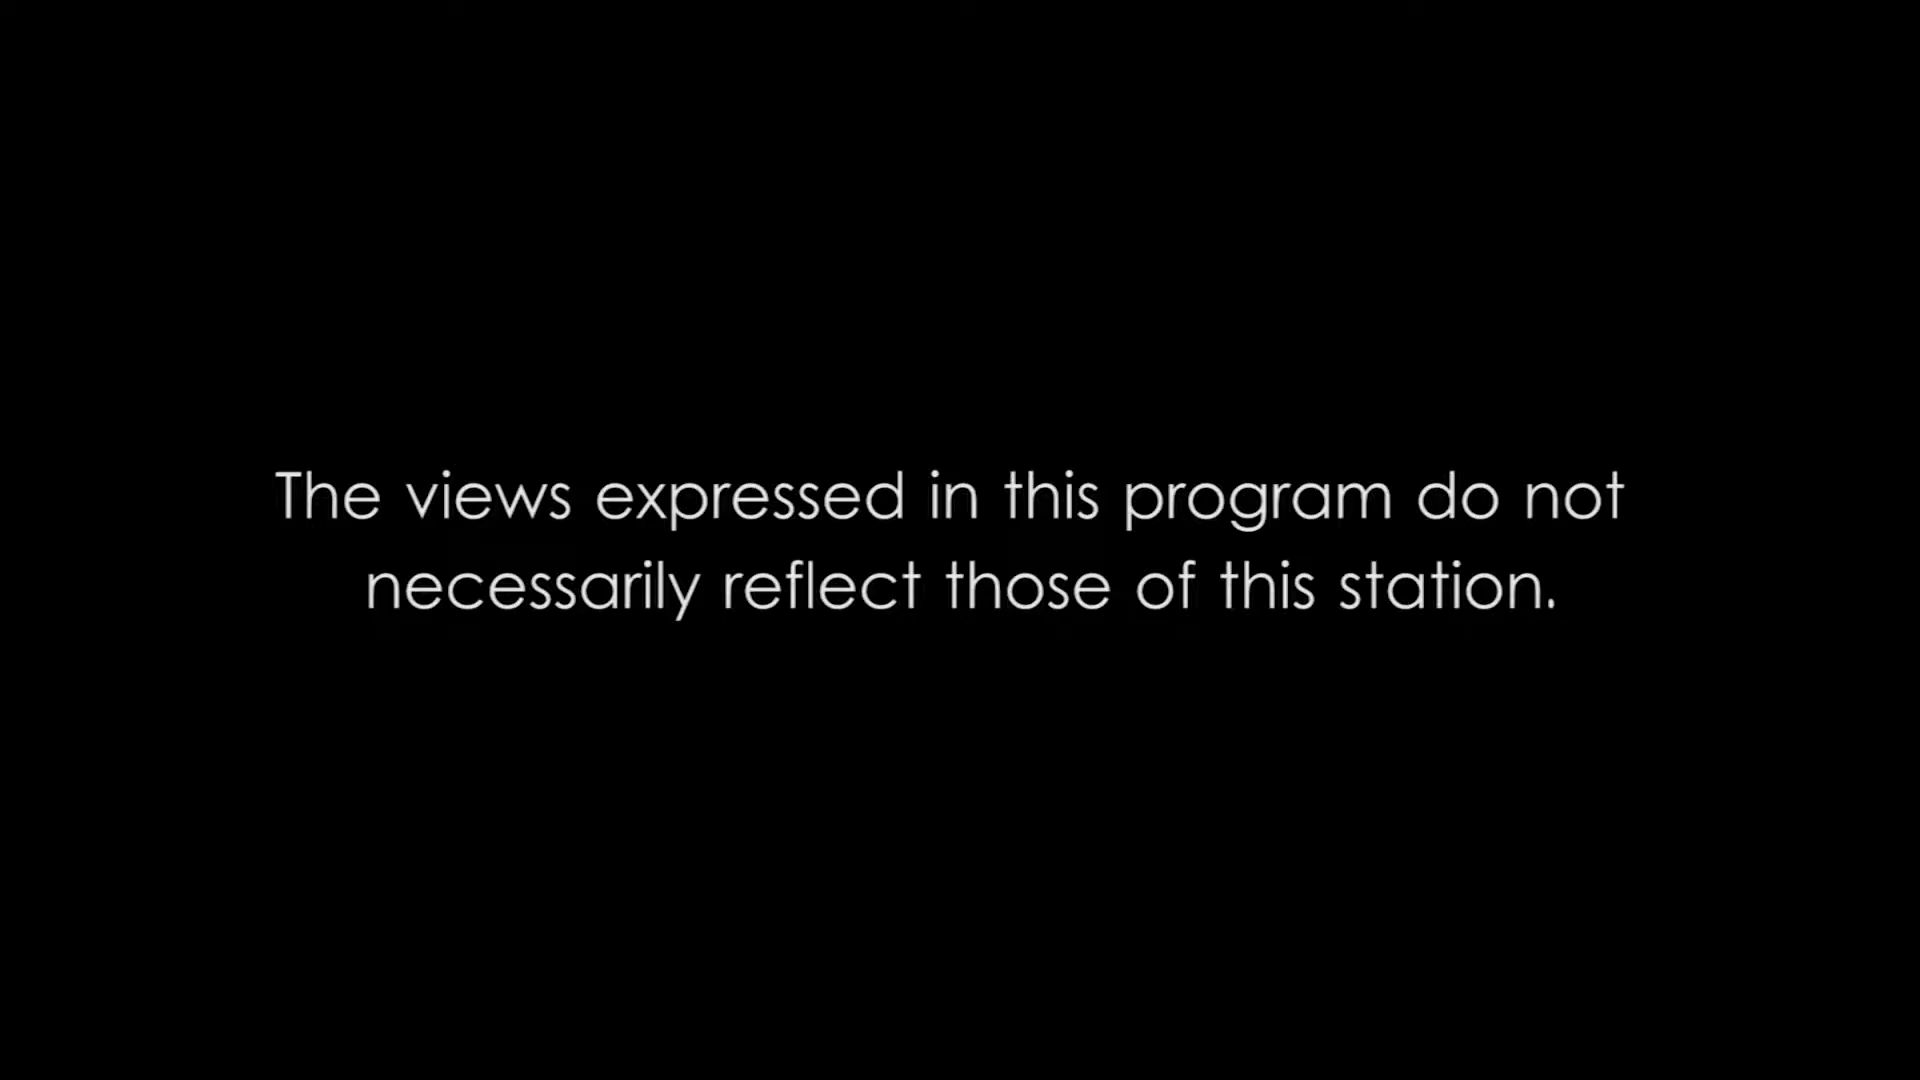 The views expressed in this program do not
necessarily reflect those of this station.